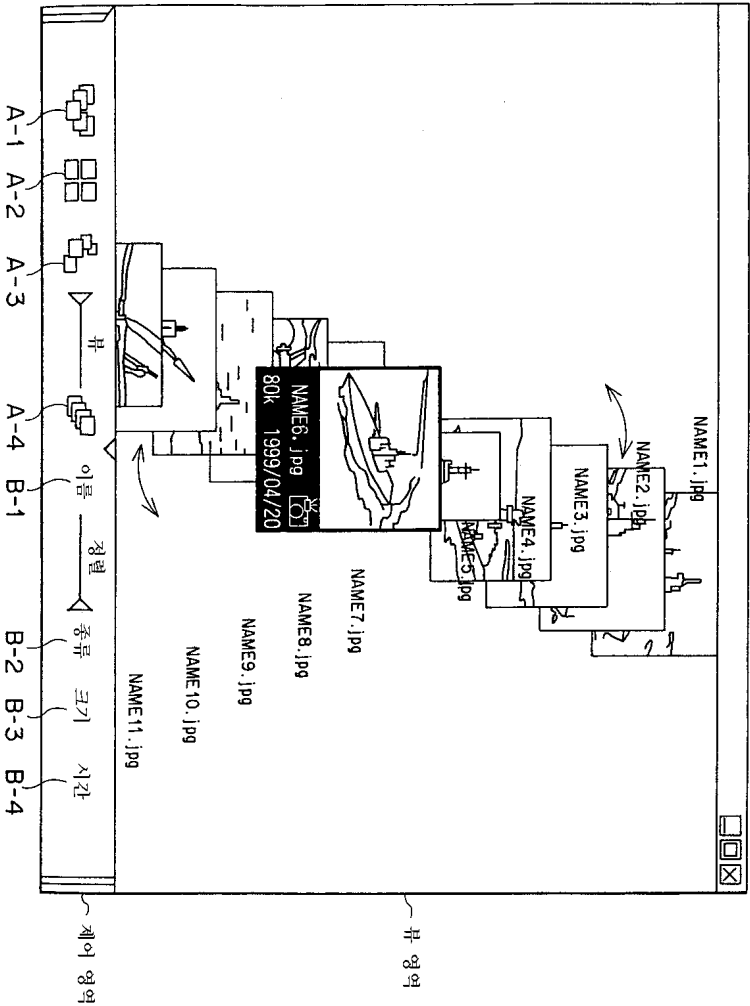 NAME1.jpg
NAME2.jpg
NAME3.jpg
NAME4.jpg
NAME5.jpg
NAME6.jpg
80k 1999/04/20
NAME7.jpg
NAME8.jpg
NAME9.jpg
NAME10.jpg
NAME11.jpg
뷰 이름 정렬 종류 크기 시간
A-1 A-2 A-3 A-4 B-1 B-2 B-3 B-4
뷰 영역
제어 영역